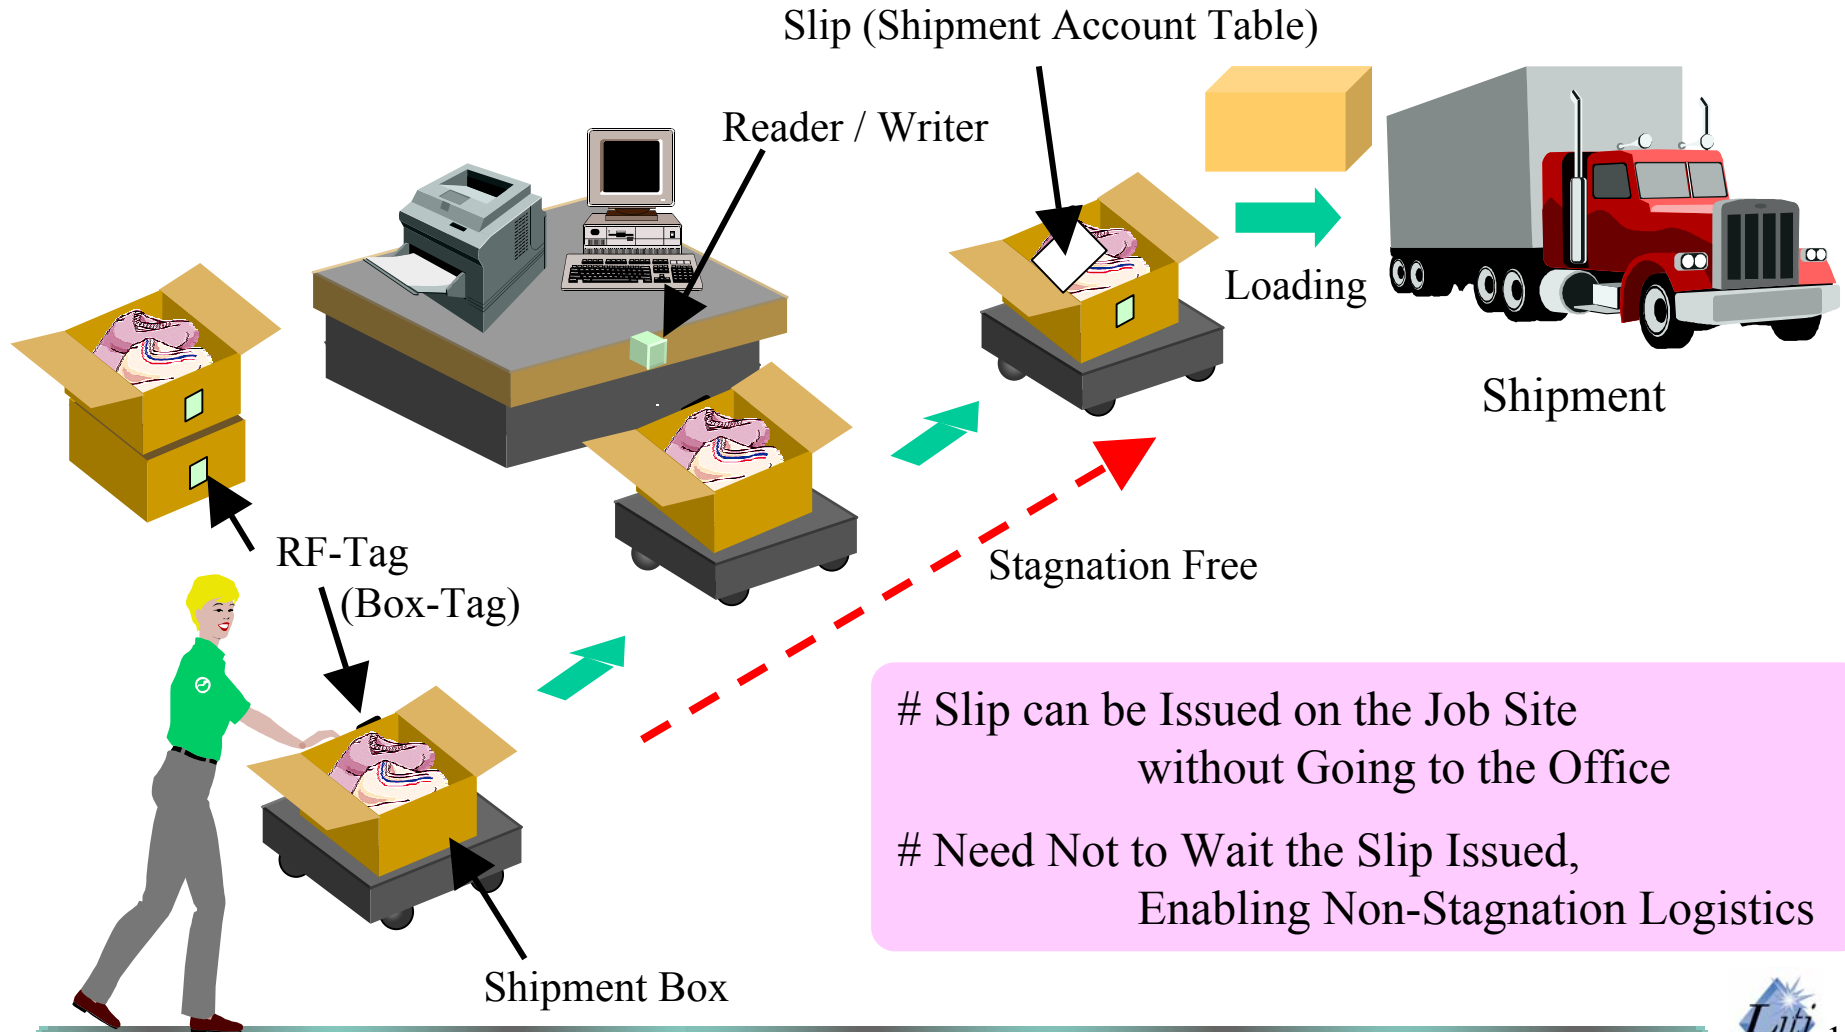 Slip (Shipment Account Table)
Reader / Writer
Loading
Shipment
RF-Tag
(Box-Tag)
Stagnation Free
# Slip can be Issued on the Job Site
without Going to the Office
# Need Not to Wait the Slip Issued,
Enabling Non-Stagnation Logistics
Shipment Box